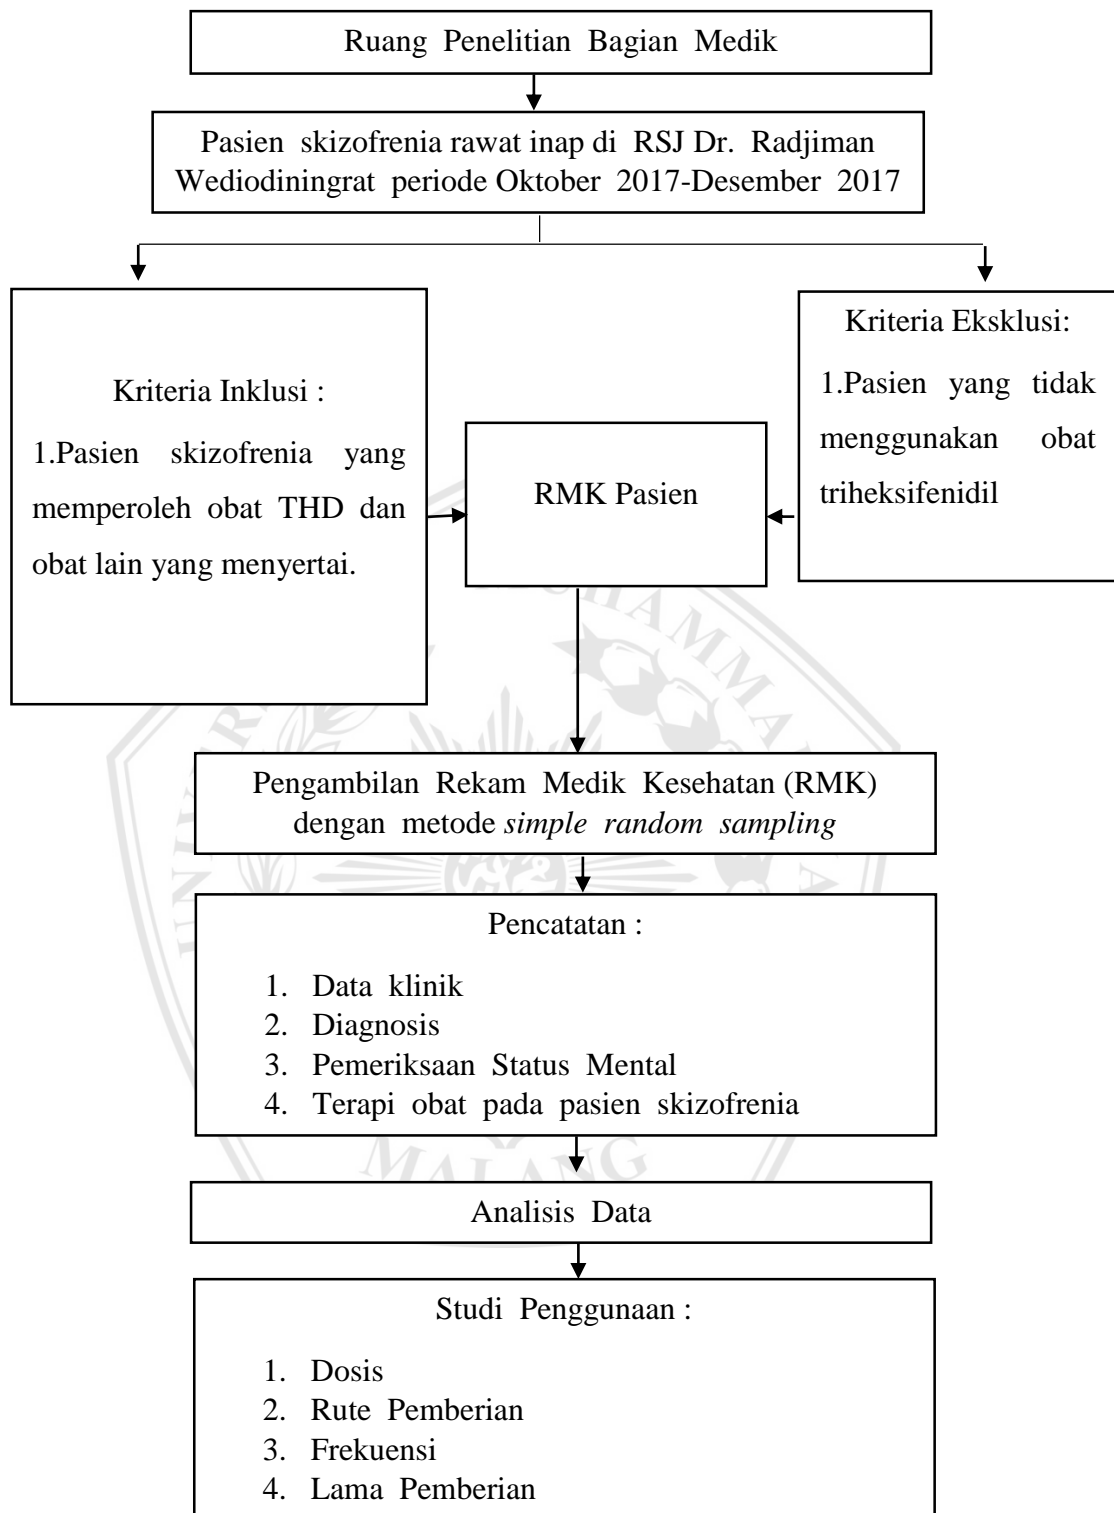 Ruang Penelitian Bagian Medik
Pasien skizofrenia rawat inap di RSJ Dr. Radjiman
Wediodiningrat periode Oktober 2017-Desember 2017
Kriteria Inklusi :
1.Pasien skizofrenia yang
memperoleh obat THD dan
obat lain yang menyertai.
RMK Pasien
Kriteria Eksklusi:
1.Pasien yang tidak
menggunakan obat
triheksifenidil
Pengambilan Rekam Medik Kesehatan (RMK)
dengan metode simple random sampling
Pencatatan :
1. Data klinik
2. Diagnosis
3. Pemeriksaan Status Mental
4. Terapi obat pada pasien skizofrenia
MALANG
Analisis Data
Studi Penggunaan :
1. Dosis
2. Rute Pemberian
3. Frekuensi
4. Lama Pemberian